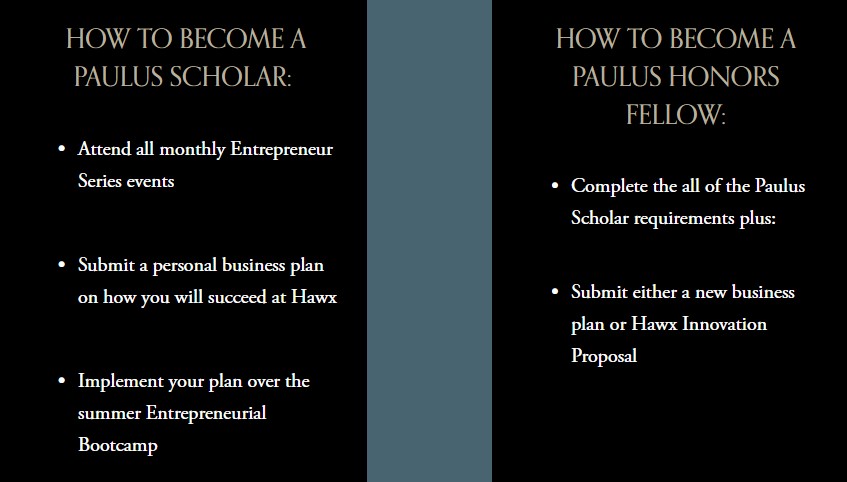 HOW TO BECOME A
PAULUS SCHOLAR:
• Attend all monthly Entrepreneur
Series events
• Submit a personal business plan
on how you will succeed at Hawx
• Implement your plan over the
summer Entrepreneurial
Bootcamp
HOW TO BECOME A
PAULUS HONORS
FELLOW:
• Complete the all of the Paulus
Scholar requirements plus:
• Submit either a new business
plan or Hawx Innovation
Proposal